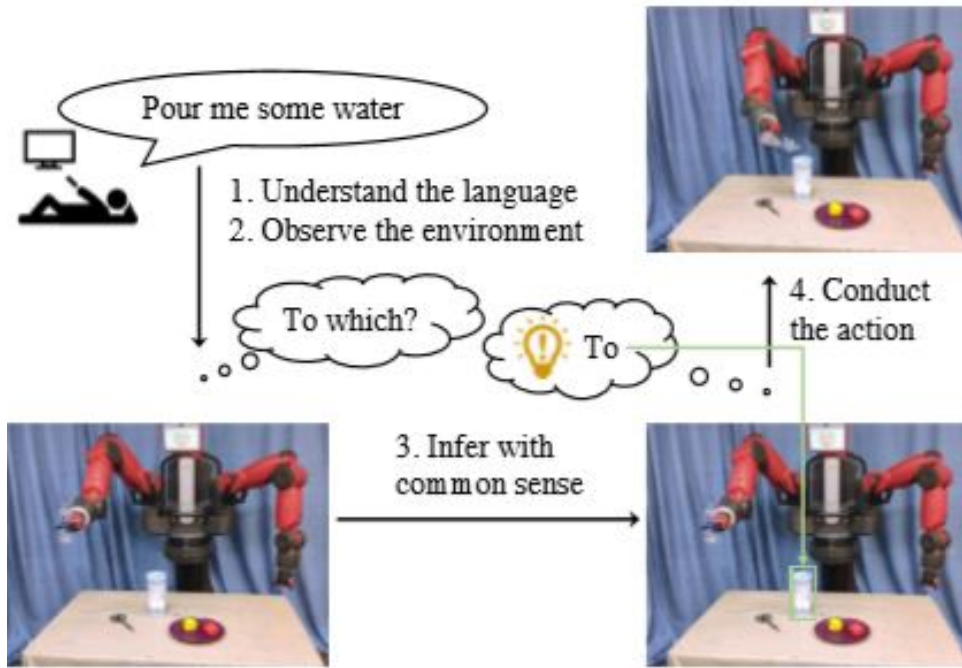 Pour me some water
1. Understand the language
2. Observe the environment
To which?
To
4. Conduct
the action
3. Infer with
common sense